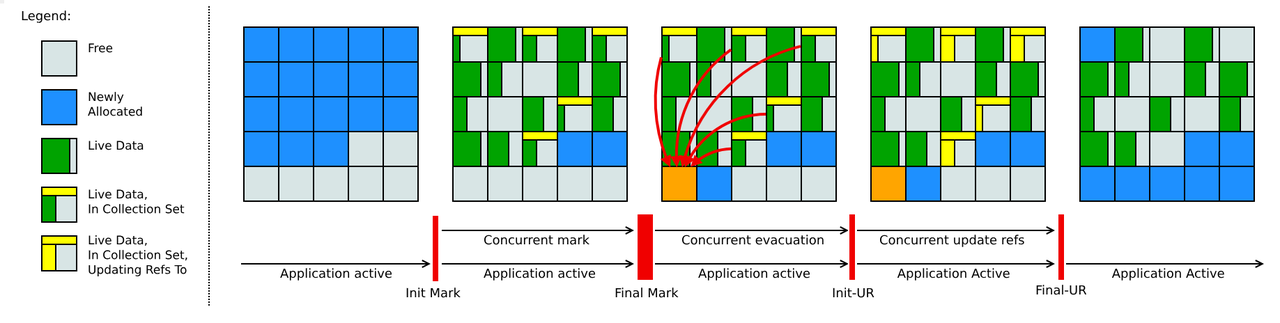 Legend:
Free
Newly
Allocated
Live Data
Live Data,
In Collection Set
Live Data,
In Collection Set,
Updating Refs To
Concurrent mark
Concurrent evacuation
Concurrent update refs
Application active
Application active
Application active
Application Active
Application Active
Init Mark
Final Mark
Init-UR
Final-UR